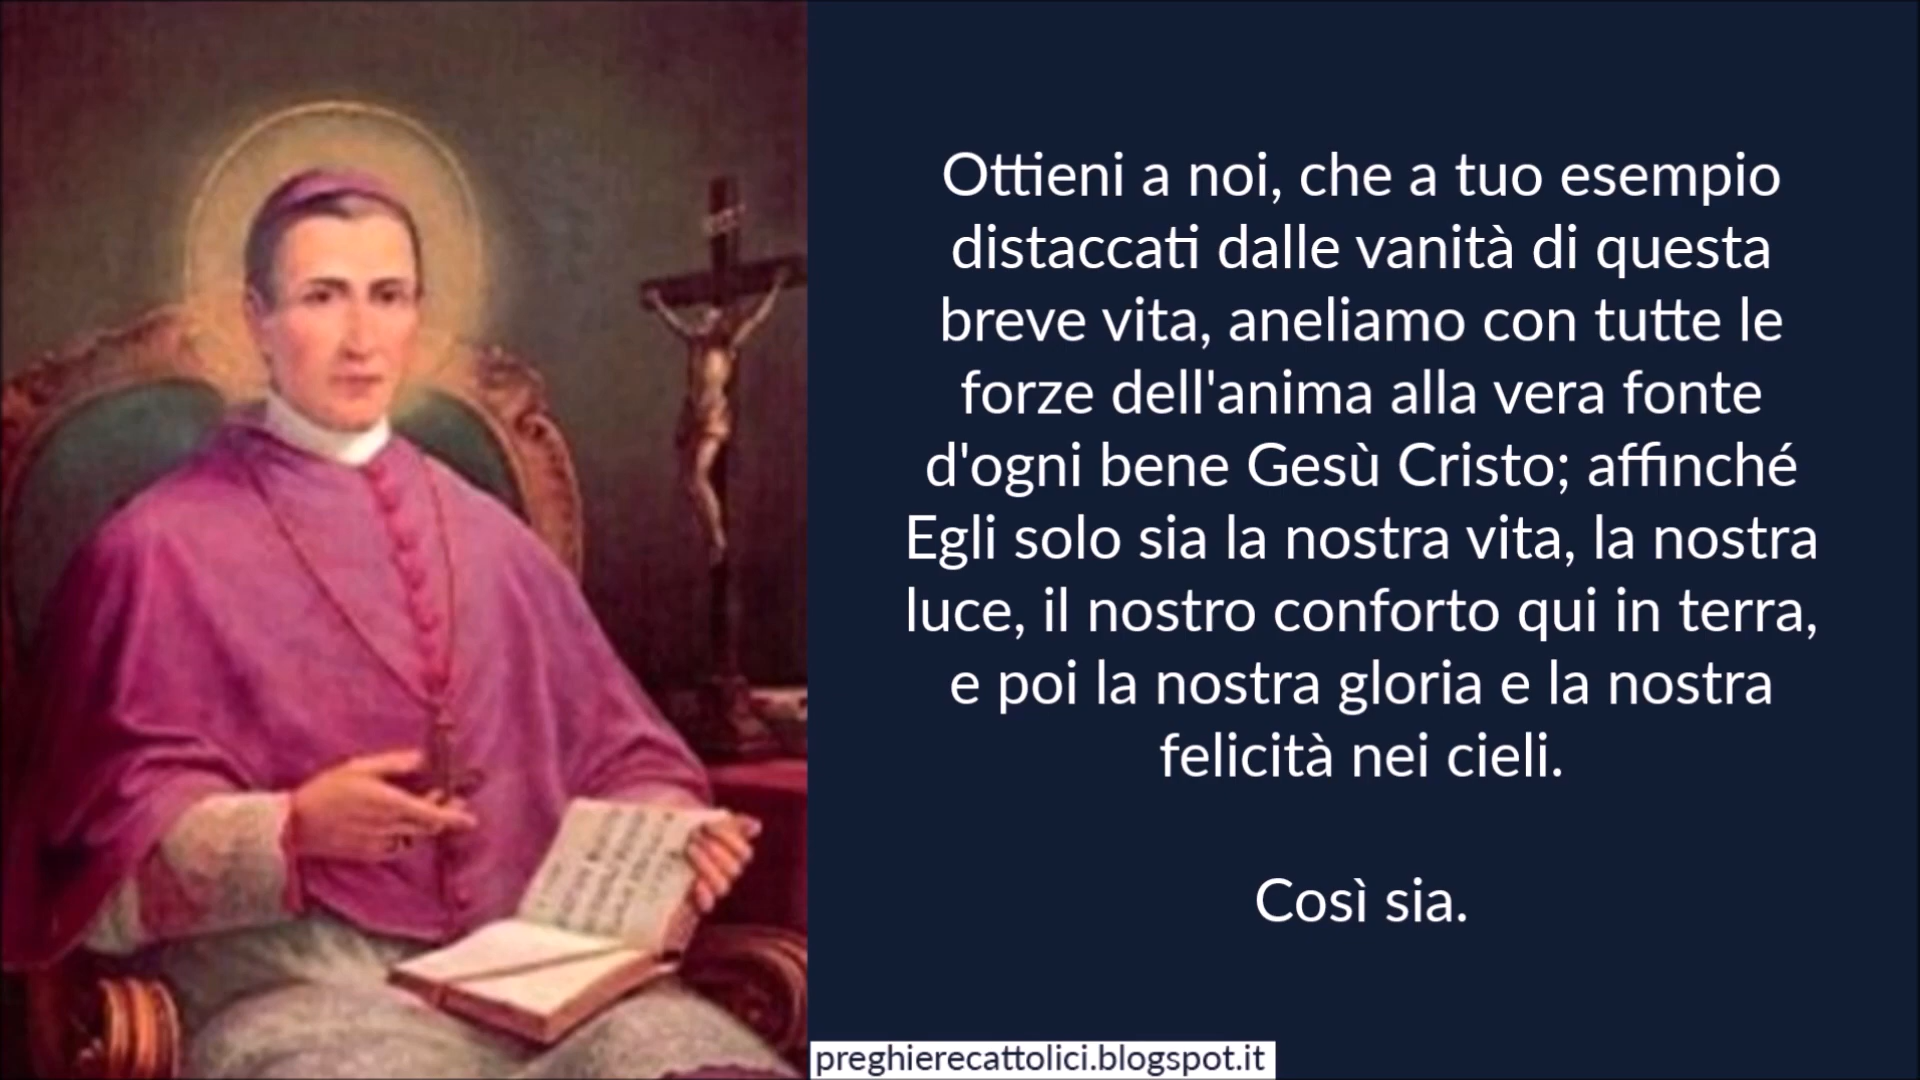 Ottieni a noi, che a tuo esempio
distaccati dalle vanità di questa
breve vita, aneliamo con tutte le
forze dell'anima alla vera fonte
d'ogni bene Gesù Cristo; affinché
Egli solo sia la nostra vita, la nostra
luce, il nostro conforto qui in terra,
e poi la nostra gloria e la nostra
felicità nei cieli.
Così sia.
preghierecattolici.blogspot.it